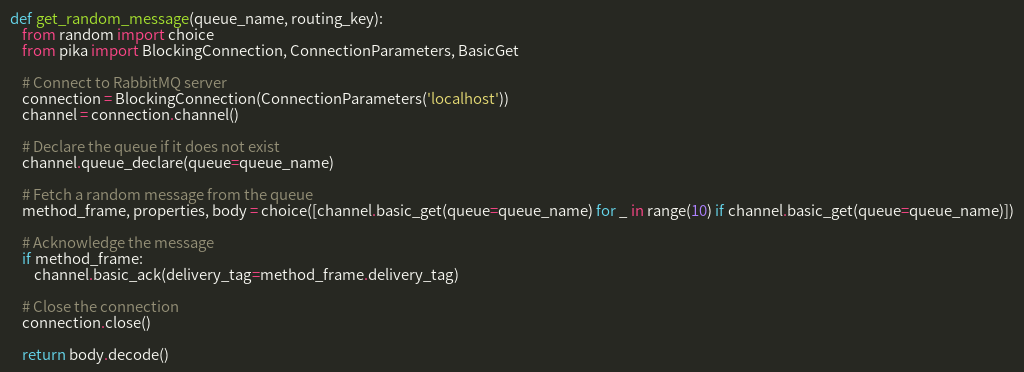 def get_random_message(queue_name, routing_key):
from random import choice
from pika import BlockingConnection, ConnectionParameters, BasicGet
# Connect to RabbitMQ server
connection = BlockingConnection(ConnectionParameters('localhost'))
channel = connection.channel()
# Declare the queue if it does not exist
channel.queue_declare(queue=queue_name)
# Fetch a random message from the queue
method_frame, properties, body = choice([channel.basic_get(queue=queue_name) for _ in range(10) if channel.basic_get(queue=queue_name)])
# Acknowledge the message
if method_frame:
channel.basic_ack(delivery_tag=method_frame.delivery_tag)
# Close the connection
connection.close()
return body.decode()